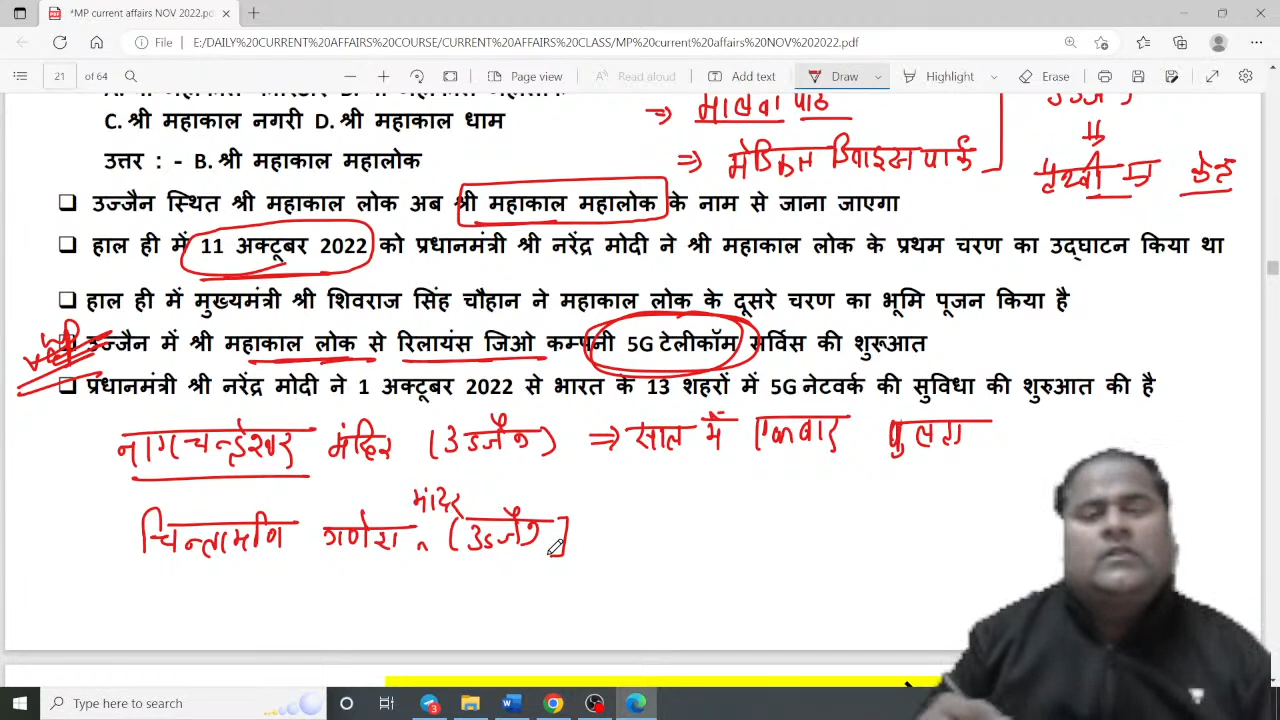 *MP current affairs NOV 2022.pdf
E:/DAILY%20CURRENT%20AFFAIRS%20COURSE/CURRENT%20AFFAIRS%20CLASS/MP%20current%20affairs%20NOV%202022.pdf
21 of 64 Page view Read aloud Add text Draw Highlight Erase
C. श्री महाकाल नगरी D. श्री महाकाल धाम
⇒ मालवा पाठ
उत्तर : - B. श्री महाकाल महालोक
⇒ मेडिकल डिवाइस पार्क
❑ उज्जैन स्थित श्री महाकाल लोक अब श्री महाकाल महालोक के नाम से जाना जाएगा
❑ हाल ही में 11 अक्टूबर 2022 को प्रधानमंत्री श्री नरेंद्र मोदी ने श्री महाकाल लोक के प्रथम चरण का उद्घाटन किया था
❑ हाल ही में मुख्यमंत्री श्री शिवराज सिंह चौहान ने महाकाल लोक के दूसरे चरण का भूमि पूजन किया है
❑ उज्जैन में श्री महाकाल लोक से रिलायंस जिओ कम्पनी 5G टेलीकॉम सर्विस की शुरूआत
❑ प्रधानमंत्री श्री नरेंद्र मोदी ने 1 अक्टूबर 2022 से भारत के 13 शहरों में 5G नेटवर्क की सुविधा की शुरुआत की है
नागचन्द्रेश्वर मंदिर (उज्जैन) ⇒ साल में एकबार खुलता
चिन्तामणि गणेश मंदिर [उज्जैन]
Type here to search